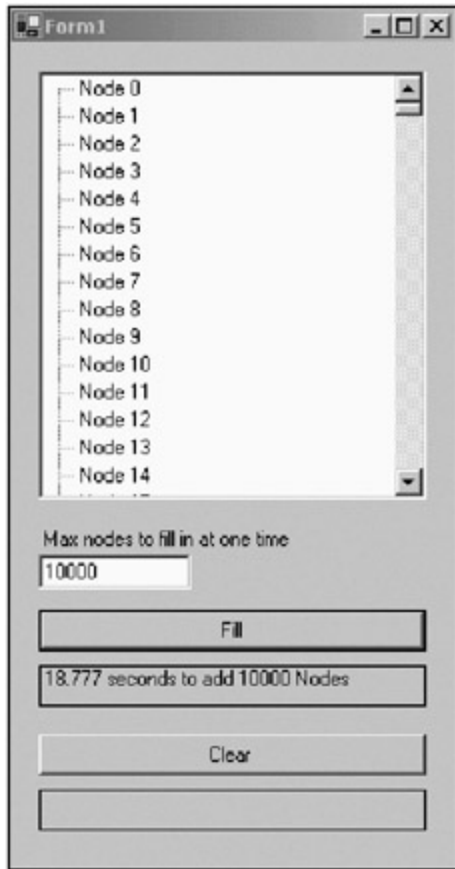 Form1
Node 0
Node 1
Node 2
Node 3
Node 4
Node 5
Node 6
Node 7
Node 8
Node 9
Node 10
Node 11
Node 12
Node 13
Node 14
Max nodes to fill in at one time
10000
Fill
18.777 seconds to add 10000 Nodes
Clear